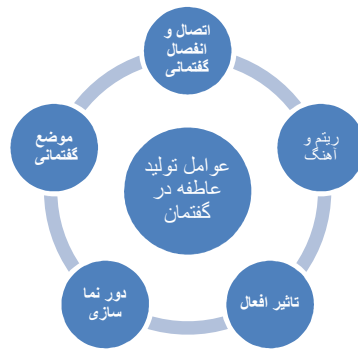 اتصال و
انفصال
گفتمانی
ریتم و
آهنگ
تاثیر افعال
دور نما
سازی
موضع
گفتمانی
عوامل تولید
عاطفه در
گفتمان